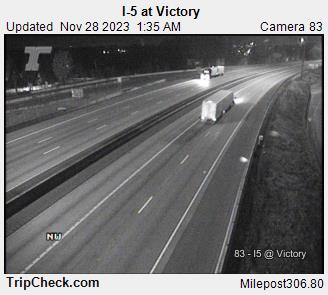 I-5 at Victory
Updated Nov 28 2023 1:35 AM Camera 83
T
NW
83 - I5 @ Victory
TripCheck.com Milepost306.80